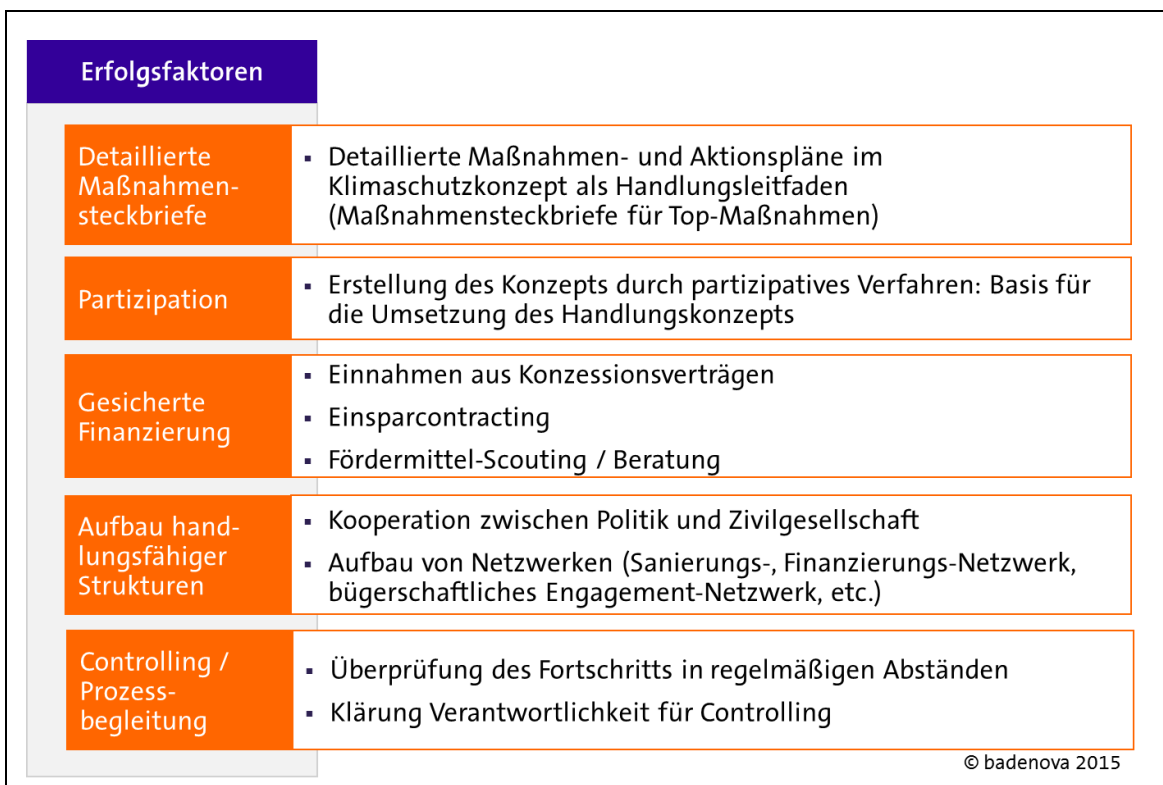 Erfolgsfaktoren
Detaillierte
Maßnahmen-
steckbriefe
▪ Detaillierte Maßnahmen- und Aktionspläne im
Klimaschutzkonzept als Handlungsleitfaden
(Maßnahmensteckbriefe für Top-Maßnahmen)
Partizipation
▪ Erstellung des Konzepts durch partizipatives Verfahren: Basis für
die Umsetzung des Handlungskonzepts
Gesicherte
Finanzierung
▪ Einnahmen aus Konzessionsverträgen
▪ Einsparcontracting
▪ Fördermittel-Scouting / Beratung
Aufbau hand-
lungsfähiger
Strukturen
▪ Kooperation zwischen Politik und Zivilgesellschaft
▪ Aufbau von Netzwerken (Sanierungs-, Finanzierungs-Netzwerk,
bügerschaftliches Engagement-Netzwerk, etc.)
Controlling /
Prozess-
begleitung
▪ Überprüfung des Fortschritts in regelmäßigen Abständen
▪ Klärung Verantwortlichkeit für Controlling
© badenova 2015